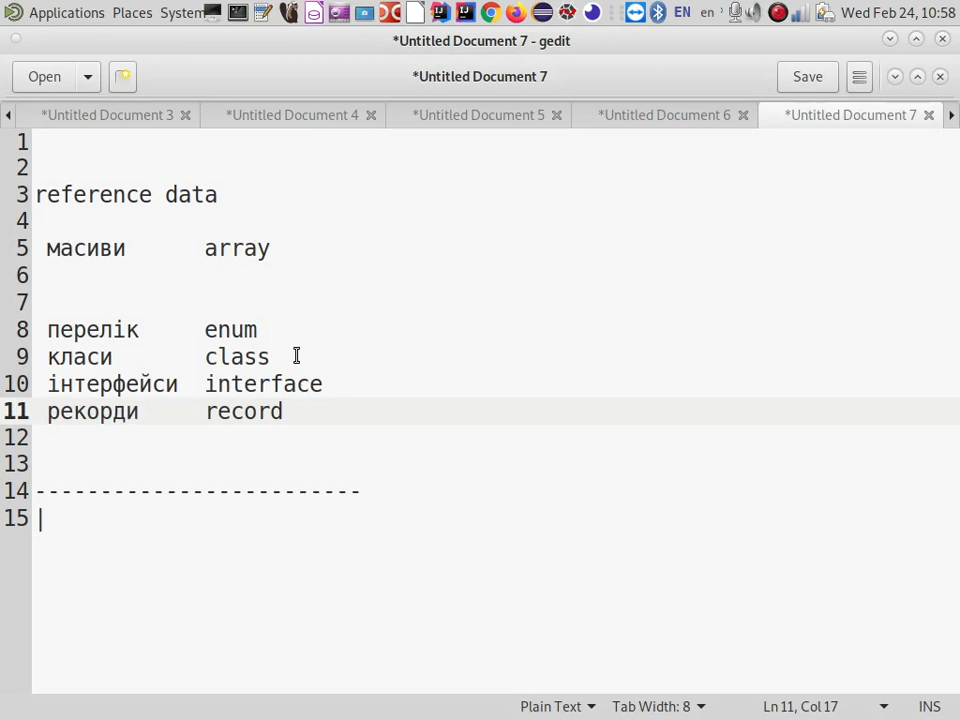 Applications Places System EN en Wed Feb 24, 10:58
*Untitled Document 7 - gedit
Open *Untitled Document 7 Save
*Untitled Document 3 *Untitled Document 4 *Untitled Document 5 *Untitled Document 6 *Untitled Document 7
1
2
3 reference data
4
5 масиви array
6
7
8 перелік enum
9 класи class
10 інтерфейси interface
11 рекорди record
12
13
14 -------------------------
15
Plain Text Tab Width: 8 Ln 11, Col 17 INS